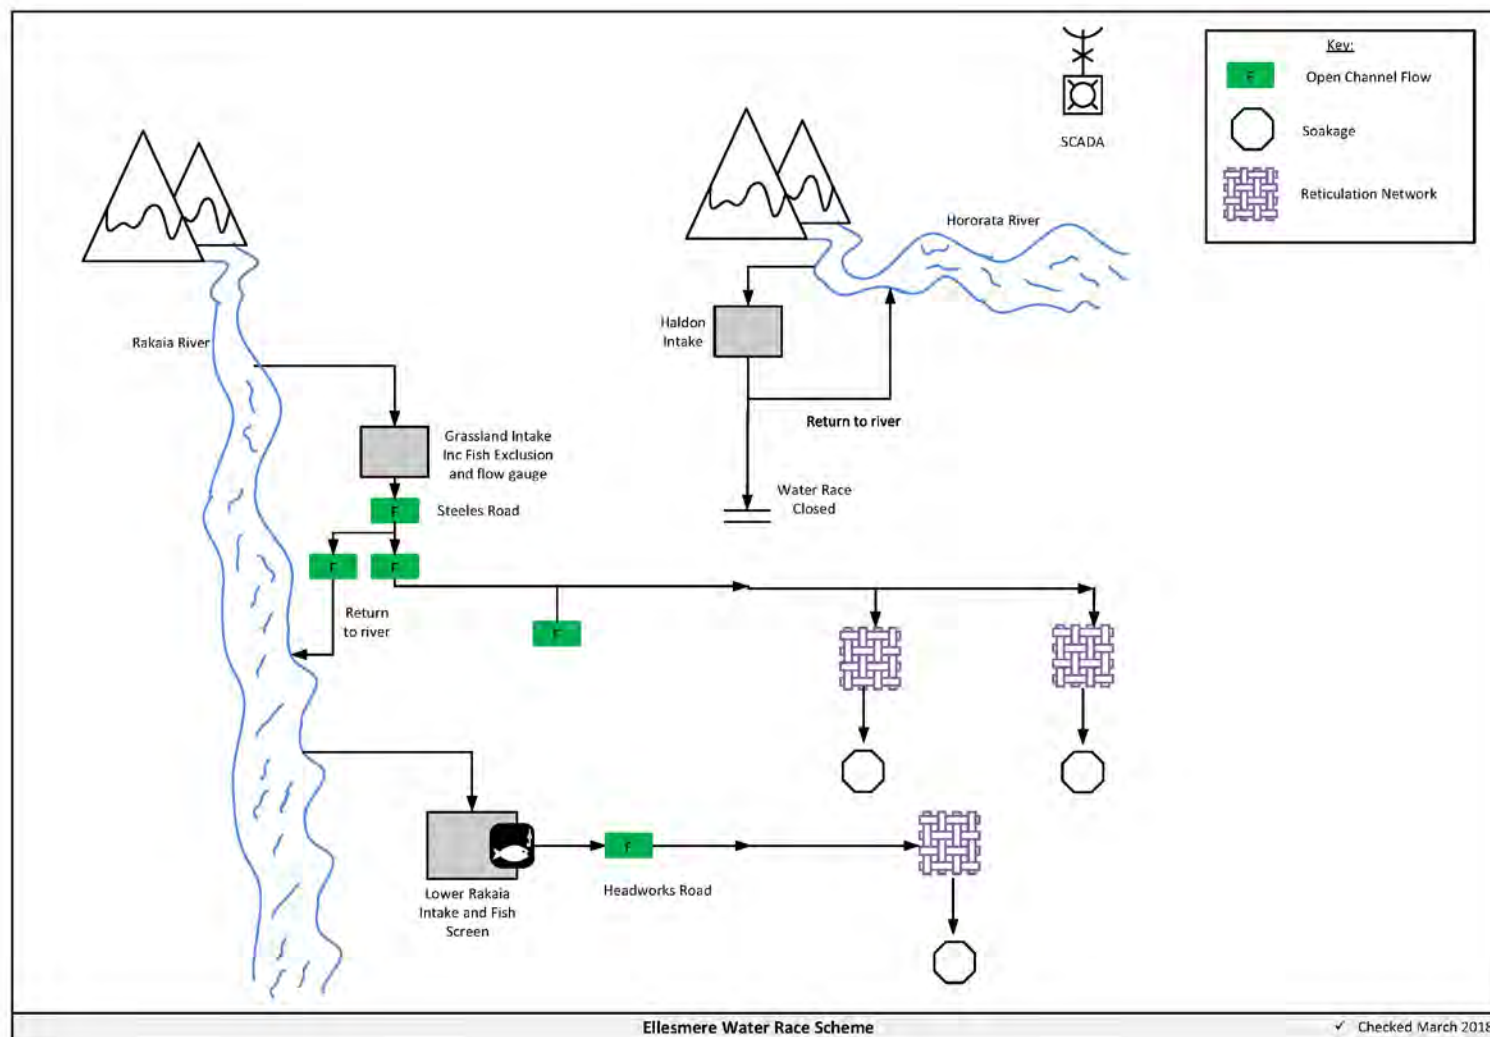 Key:
F
Open Channel Flow
Soakage
Reticulation Network
SCADA
Hororata River
Rakaia River
Haldon
Intake
Return to river
Grassland Intake
Inc Fish Exclusion
and flow gauge
F
Steeles Road
Water Race
Closed
F
F
Return
to river
F
F
Lower Rakaia
Intake and Fish
Screen
Headworks Road
Ellesmere Water Race Scheme
✓ Checked March 2018